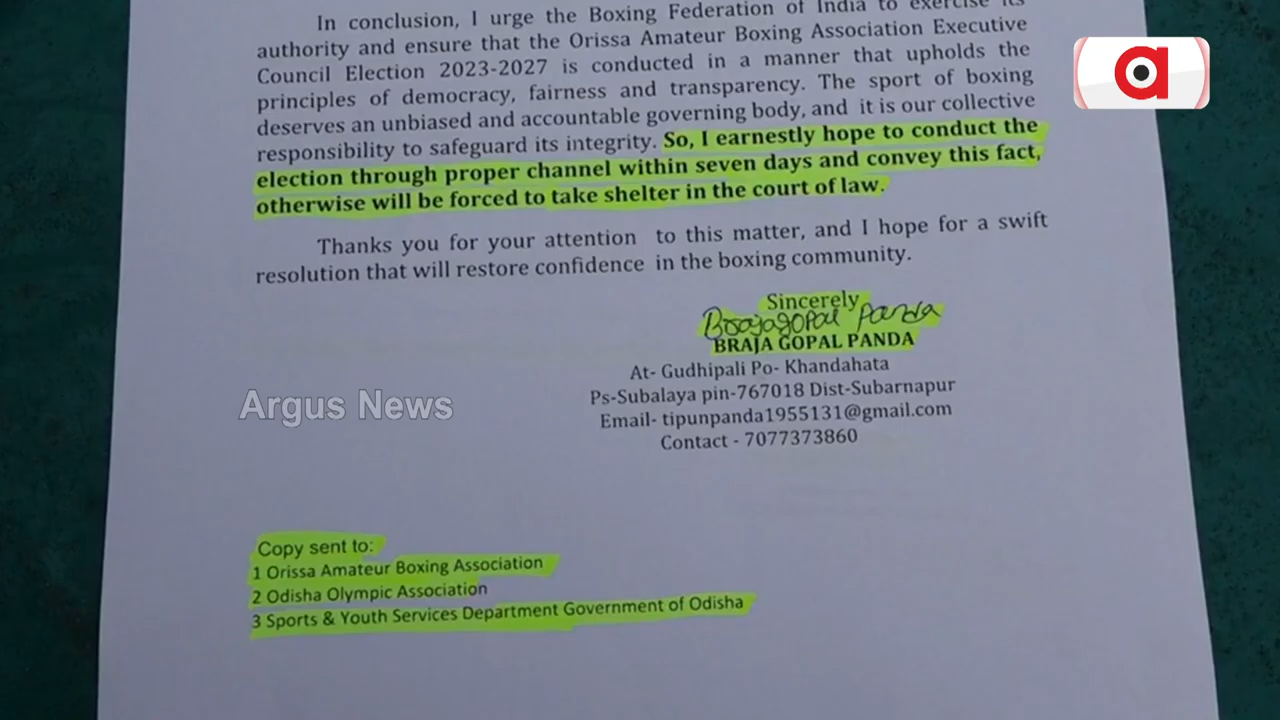 In conclusion, I urge the Boxing Federation of India to exercise its
authority and ensure that the Orissa Amateur Boxing Association Executive
Council Election 2023-2027 is conducted in a manner that upholds the
principles of democracy, fairness and transparency. The sport of boxing
deserves an unbiased and accountable governing body, and it is our collective
responsibility to safeguard its integrity. So, I earnestly hope to conduct the
election through proper channel within seven days and convey this fact,
otherwise will be forced to take shelter in the court of law.
Thanks you for your attention to this matter, and I hope for a swift
resolution that will restore confidence in the boxing community.
Sincerely
Brajagopal Panda
BRAJA GOPAL PANDA
At- Gudhipali Po- Khandahata
Ps-Subalaya pin-767018 Dist-Subarnapur
Email- tipunpanda1955131@gmail.com
Contact - 7077373860
Argus News
Copy sent to:
1 Orissa Amateur Boxing Association
2 Odisha Olympic Association
3 Sports & Youth Services Department Government of Odisha
a